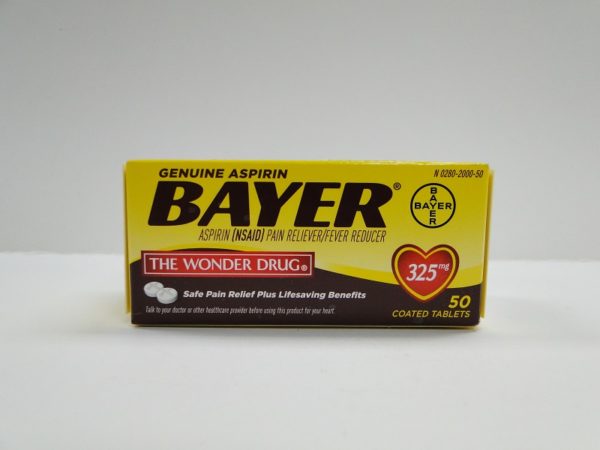 GENUINE ASPIRIN
N 0280-2000-50
BAYER®
BAYER
BAYER
ASPIRIN (NSAID) PAIN RELIEVER/FEVER REDUCER
THE WONDER DRUG®
325 mg
Safe Pain Relief Plus Lifesaving Benefits
50
COATED TABLETS
Talk to your doctor or other healthcare provider before using this product for your heart.